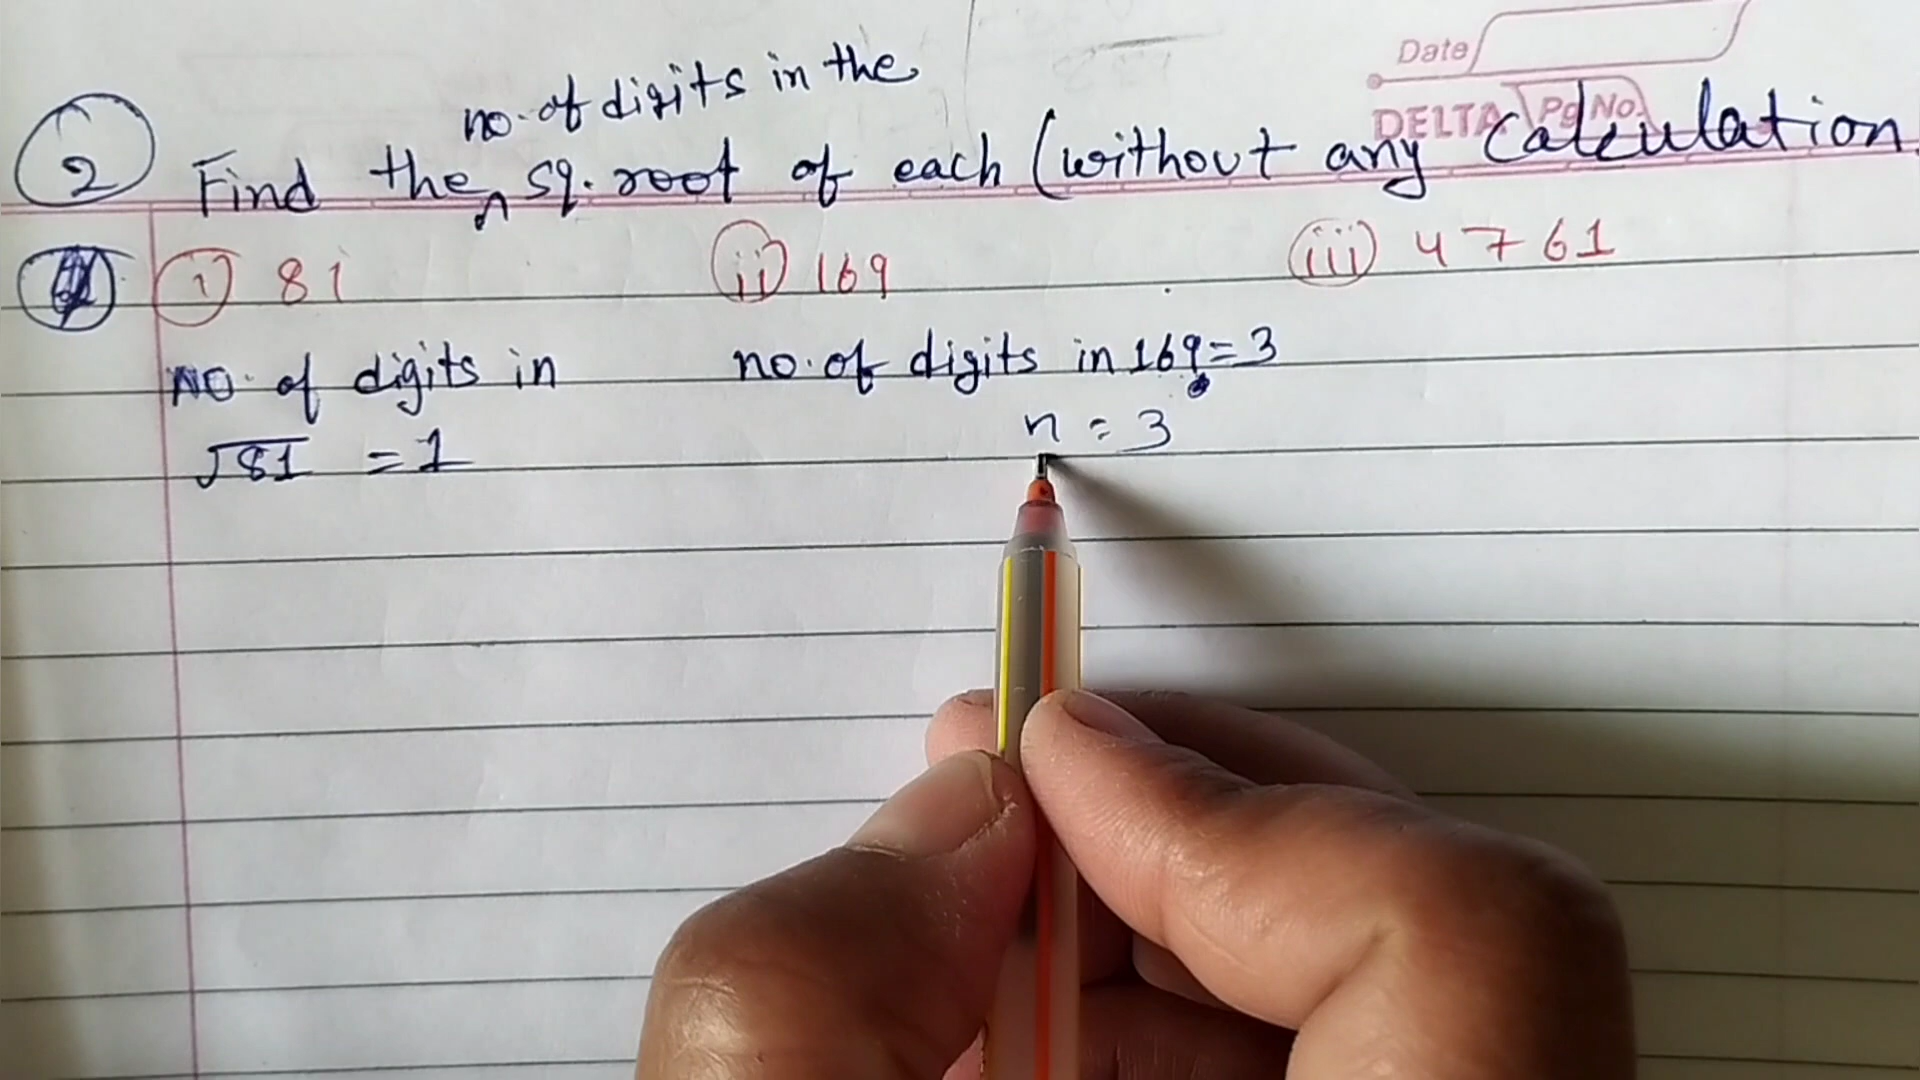 Date
DELTA Pg No.
no. of digits in the
2 Find the ^ sq. root of each (without any calculation
i) 81 ii) 169 iii) 4761
no. of digits in
√81 = 1
no. of digits in 169 = 3
n = 3